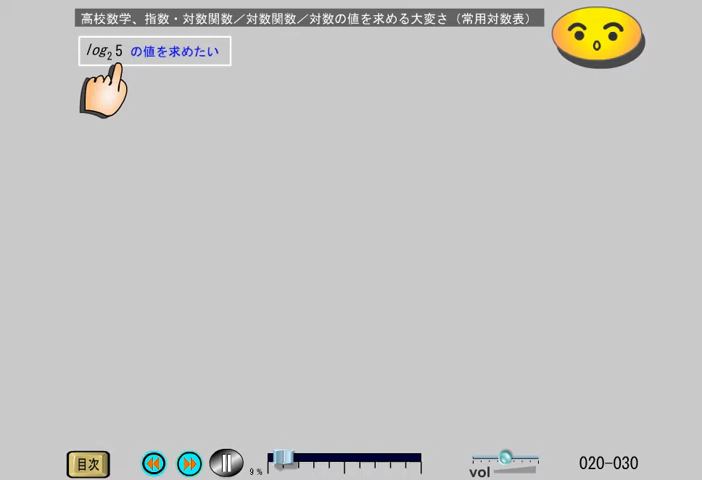 高校数学、指数・対数関数／対数関数／対数の値を求める大変さ（常用対数表）
log₂5 の値を求めたい
目次
9%
vol
020-030